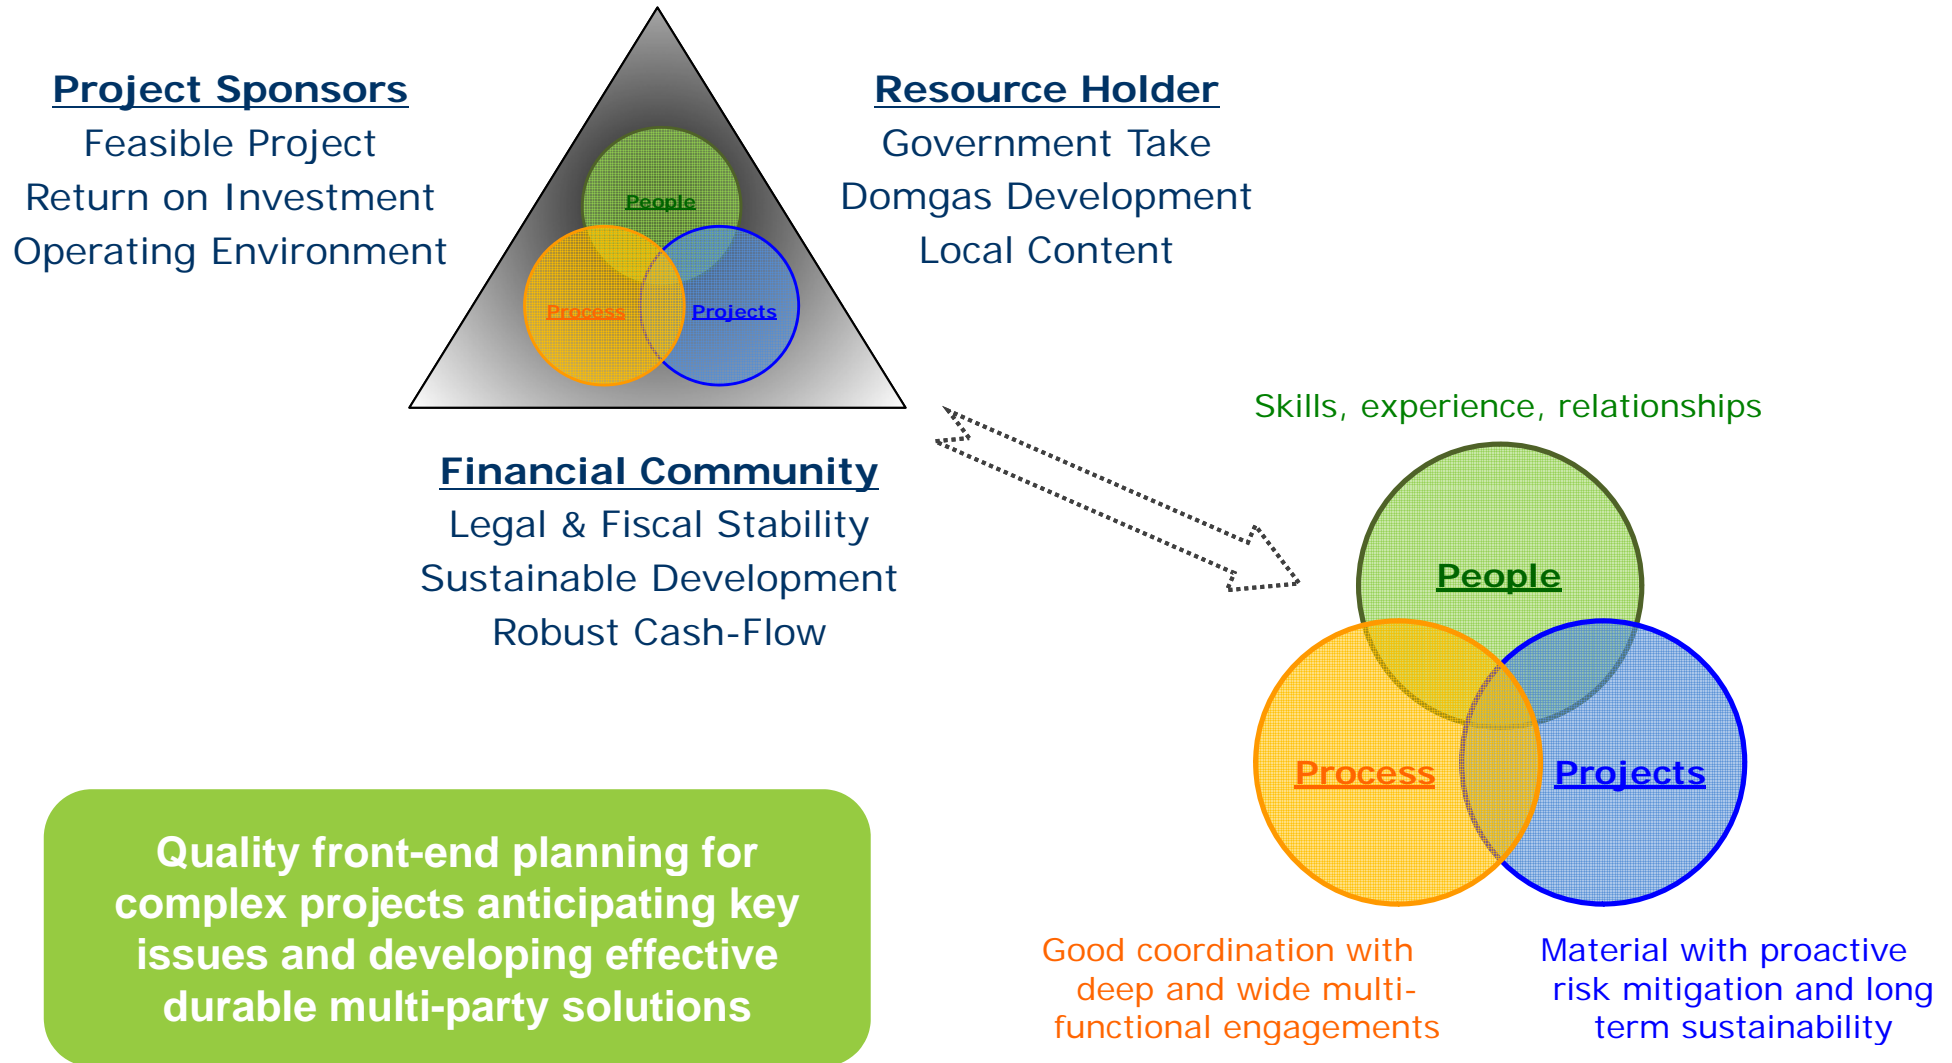 Project Sponsors
Feasible Project
Return on Investment
Operating Environment
Resource Holder
Government Take
Domgas Development
Local Content
People
Process
Projects
Financial Community
Legal & Fiscal Stability
Sustainable Development
Robust Cash-Flow
Skills, experience, relationships
People
Process
Projects
Good coordination with
deep and wide multi-
functional engagements
Material with proactive
risk mitigation and long
term sustainability
Quality front-end planning for
complex projects anticipating key
issues and developing effective
durable multi-party solutions